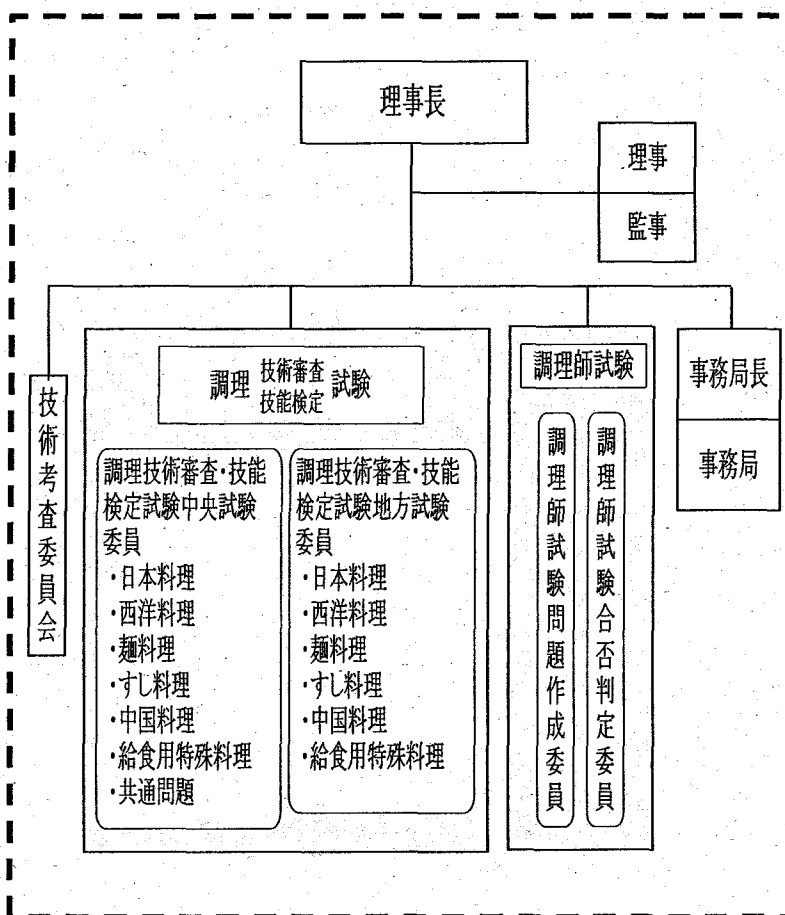 理事長
理事
監事
技術考査委員会
調理 技術審査 試験
技能検定
調理技術審査・技能
検定試験中央試験
委員
・日本料理
・西洋料理
・麺料理
・すし料理
・中国料理
・給食用特殊料理
・共通問題
調理技術審査・技能
検定試験地方試験
委員
・日本料理
・西洋料理
・麺料理
・すし料理
・中国料理
・給食用特殊料理
調理師試験
調理師試験合否判定委員
調理師試験問題作成委員
事務局長
事務局